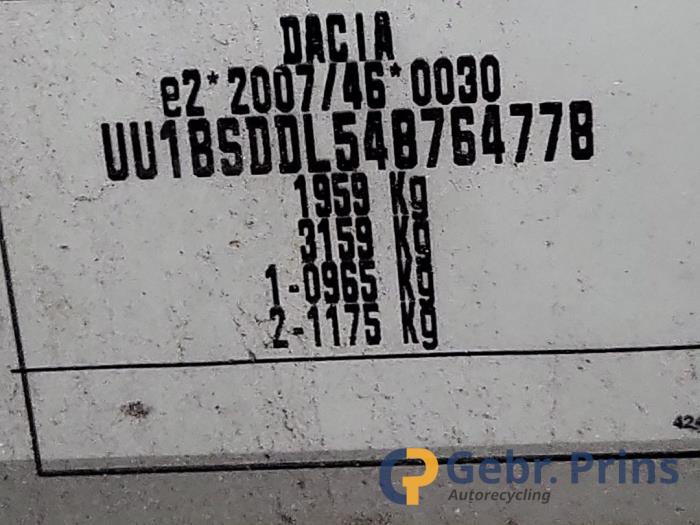 DACIA
e2*2007/46*0030
UU1BSDDL548764778
1959 Kg
3159 Kg
1-0965 Kg
2-1175 Kg
Gebr. Prins
Autorecycling